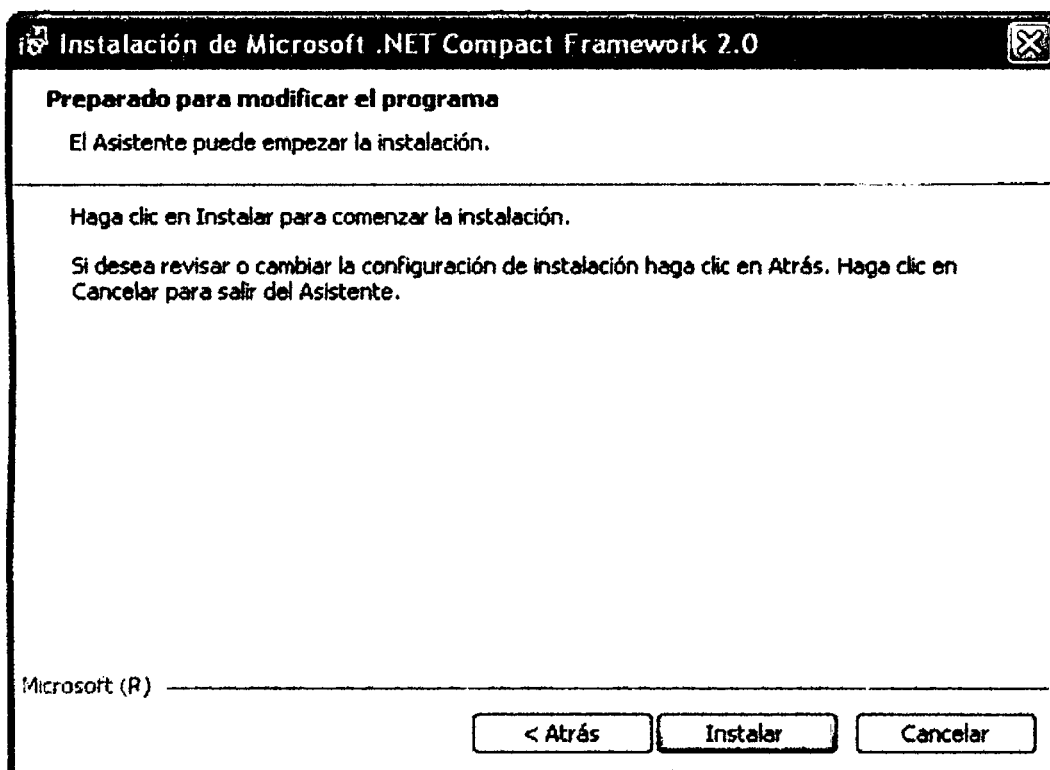 Instalación de Microsoft .NET Compact Framework 2.0
Preparado para modificar el programa
El Asistente puede empezar la instalación.
Haga clic en Instalar para comenzar la instalación.
Si desea revisar o cambiar la configuración de instalación haga clic en Atrás. Haga clic en
Cancelar para salir del Asistente.
Microsoft (R)
< Atrás
Instalar
Cancelar